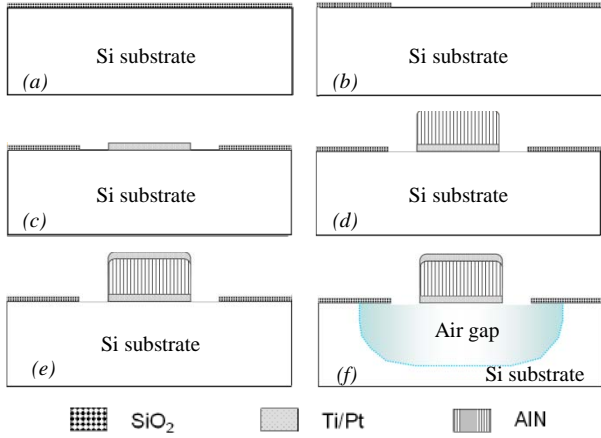 Si substrate
(a)
Si substrate
(b)
Si substrate
(c)
Si substrate
(d)
Si substrate
(e)
Air gap
Si substrate
(f)
SiO₂
Ti/Pt
AlN